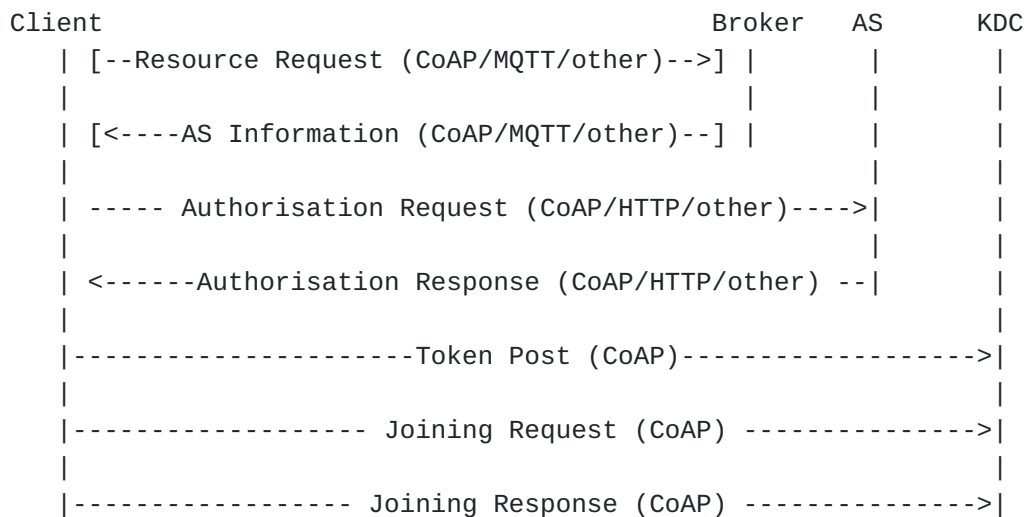 Client                                       Broker   AS      KDC
   | [--Resource Request (CoAP/MQTT/other)-->] |       |       |
   |                                           |       |       |
   | [<----AS Information (CoAP/MQTT/other)--] |       |       |
   |                                                   |       |
   | ----- Authorisation Request (CoAP/HTTP/other)---->|       |
   |                                                   |       |
   | <------Authorisation Response (CoAP/HTTP/other) --|       |
   |                                                           |
   |----------------------Token Post (CoAP)------------------->|
   |                                                           |
   |------------------- Joining Request (CoAP) --------------->|
   |                                                           |
   |------------------ Joining Response (CoAP) --------------->|